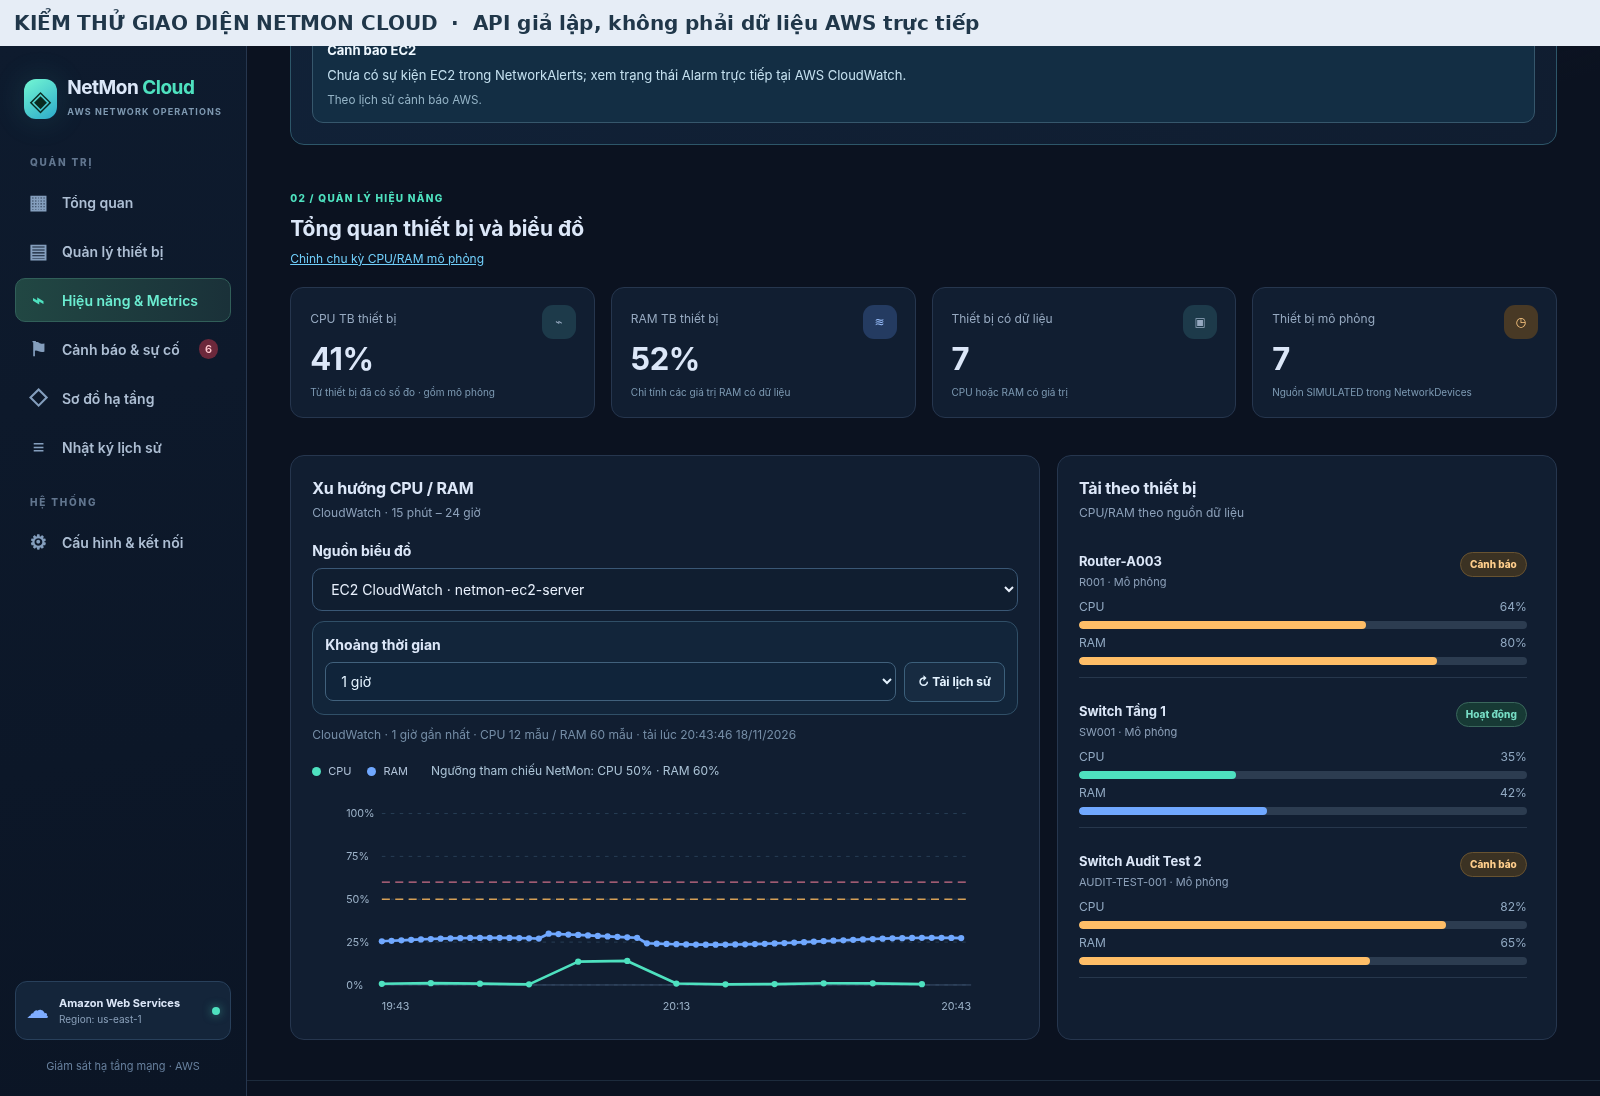 KIỂM THỬ GIAO DIỆN NETMON CLOUD · API giả lập, không phải dữ liệu AWS trực tiếp
NetMon Cloud
AWS NETWORK OPERATIONS
QUẢN TRỊ
Tổng quan
Quản lý thiết bị
Hiệu năng & Metrics
Cảnh báo & sự cố
6
Sơ đồ hạ tầng
Nhật ký lịch sử
HỆ THỐNG
Cấu hình & kết nối
Amazon Web Services
Region: us-east-1
Giám sát hạ tầng mạng · AWS
Cảnh báo EC2
Chưa có sự kiện EC2 trong NetworkAlerts; xem trạng thái Alarm trực tiếp tại AWS CloudWatch.
Theo lịch sử cảnh báo AWS.
02 / QUẢN LÝ HIỆU NĂNG
Tổng quan thiết bị và biểu đồ
Chỉnh chu kỳ CPU/RAM mô phỏng
CPU TB thiết bị
41%
Từ thiết bị đã có số đo · gồm mô phỏng
RAM TB thiết bị
52%
Chỉ tính các giá trị RAM có dữ liệu
Thiết bị có dữ liệu
7
CPU hoặc RAM có giá trị
Thiết bị mô phỏng
7
Nguồn SIMULATED trong NetworkDevices
Xu hướng CPU / RAM
CloudWatch · 15 phút – 24 giờ
Nguồn biểu đồ
EC2 CloudWatch · netmon-ec2-server
Khoảng thời gian
1 giờ
↻ Tải lịch sử
CloudWatch · 1 giờ gần nhất · CPU 12 mẫu / RAM 60 mẫu · tải lúc 20:43:46 18/11/2026
CPU
RAM
Ngưỡng tham chiếu NetMon: CPU 50% · RAM 60%
100%
75%
50%
25%
0%
19:43
20:13
20:43
Tải theo thiết bị
CPU/RAM theo nguồn dữ liệu
Router-A003
Cảnh báo
R001 · Mô phỏng
CPU
64%
RAM
80%
Switch Tầng 1
Hoạt động
SW001 · Mô phỏng
CPU
35%
RAM
42%
Switch Audit Test 2
Cảnh báo
AUDIT-TEST-001 · Mô phỏng
CPU
82%
RAM
65%